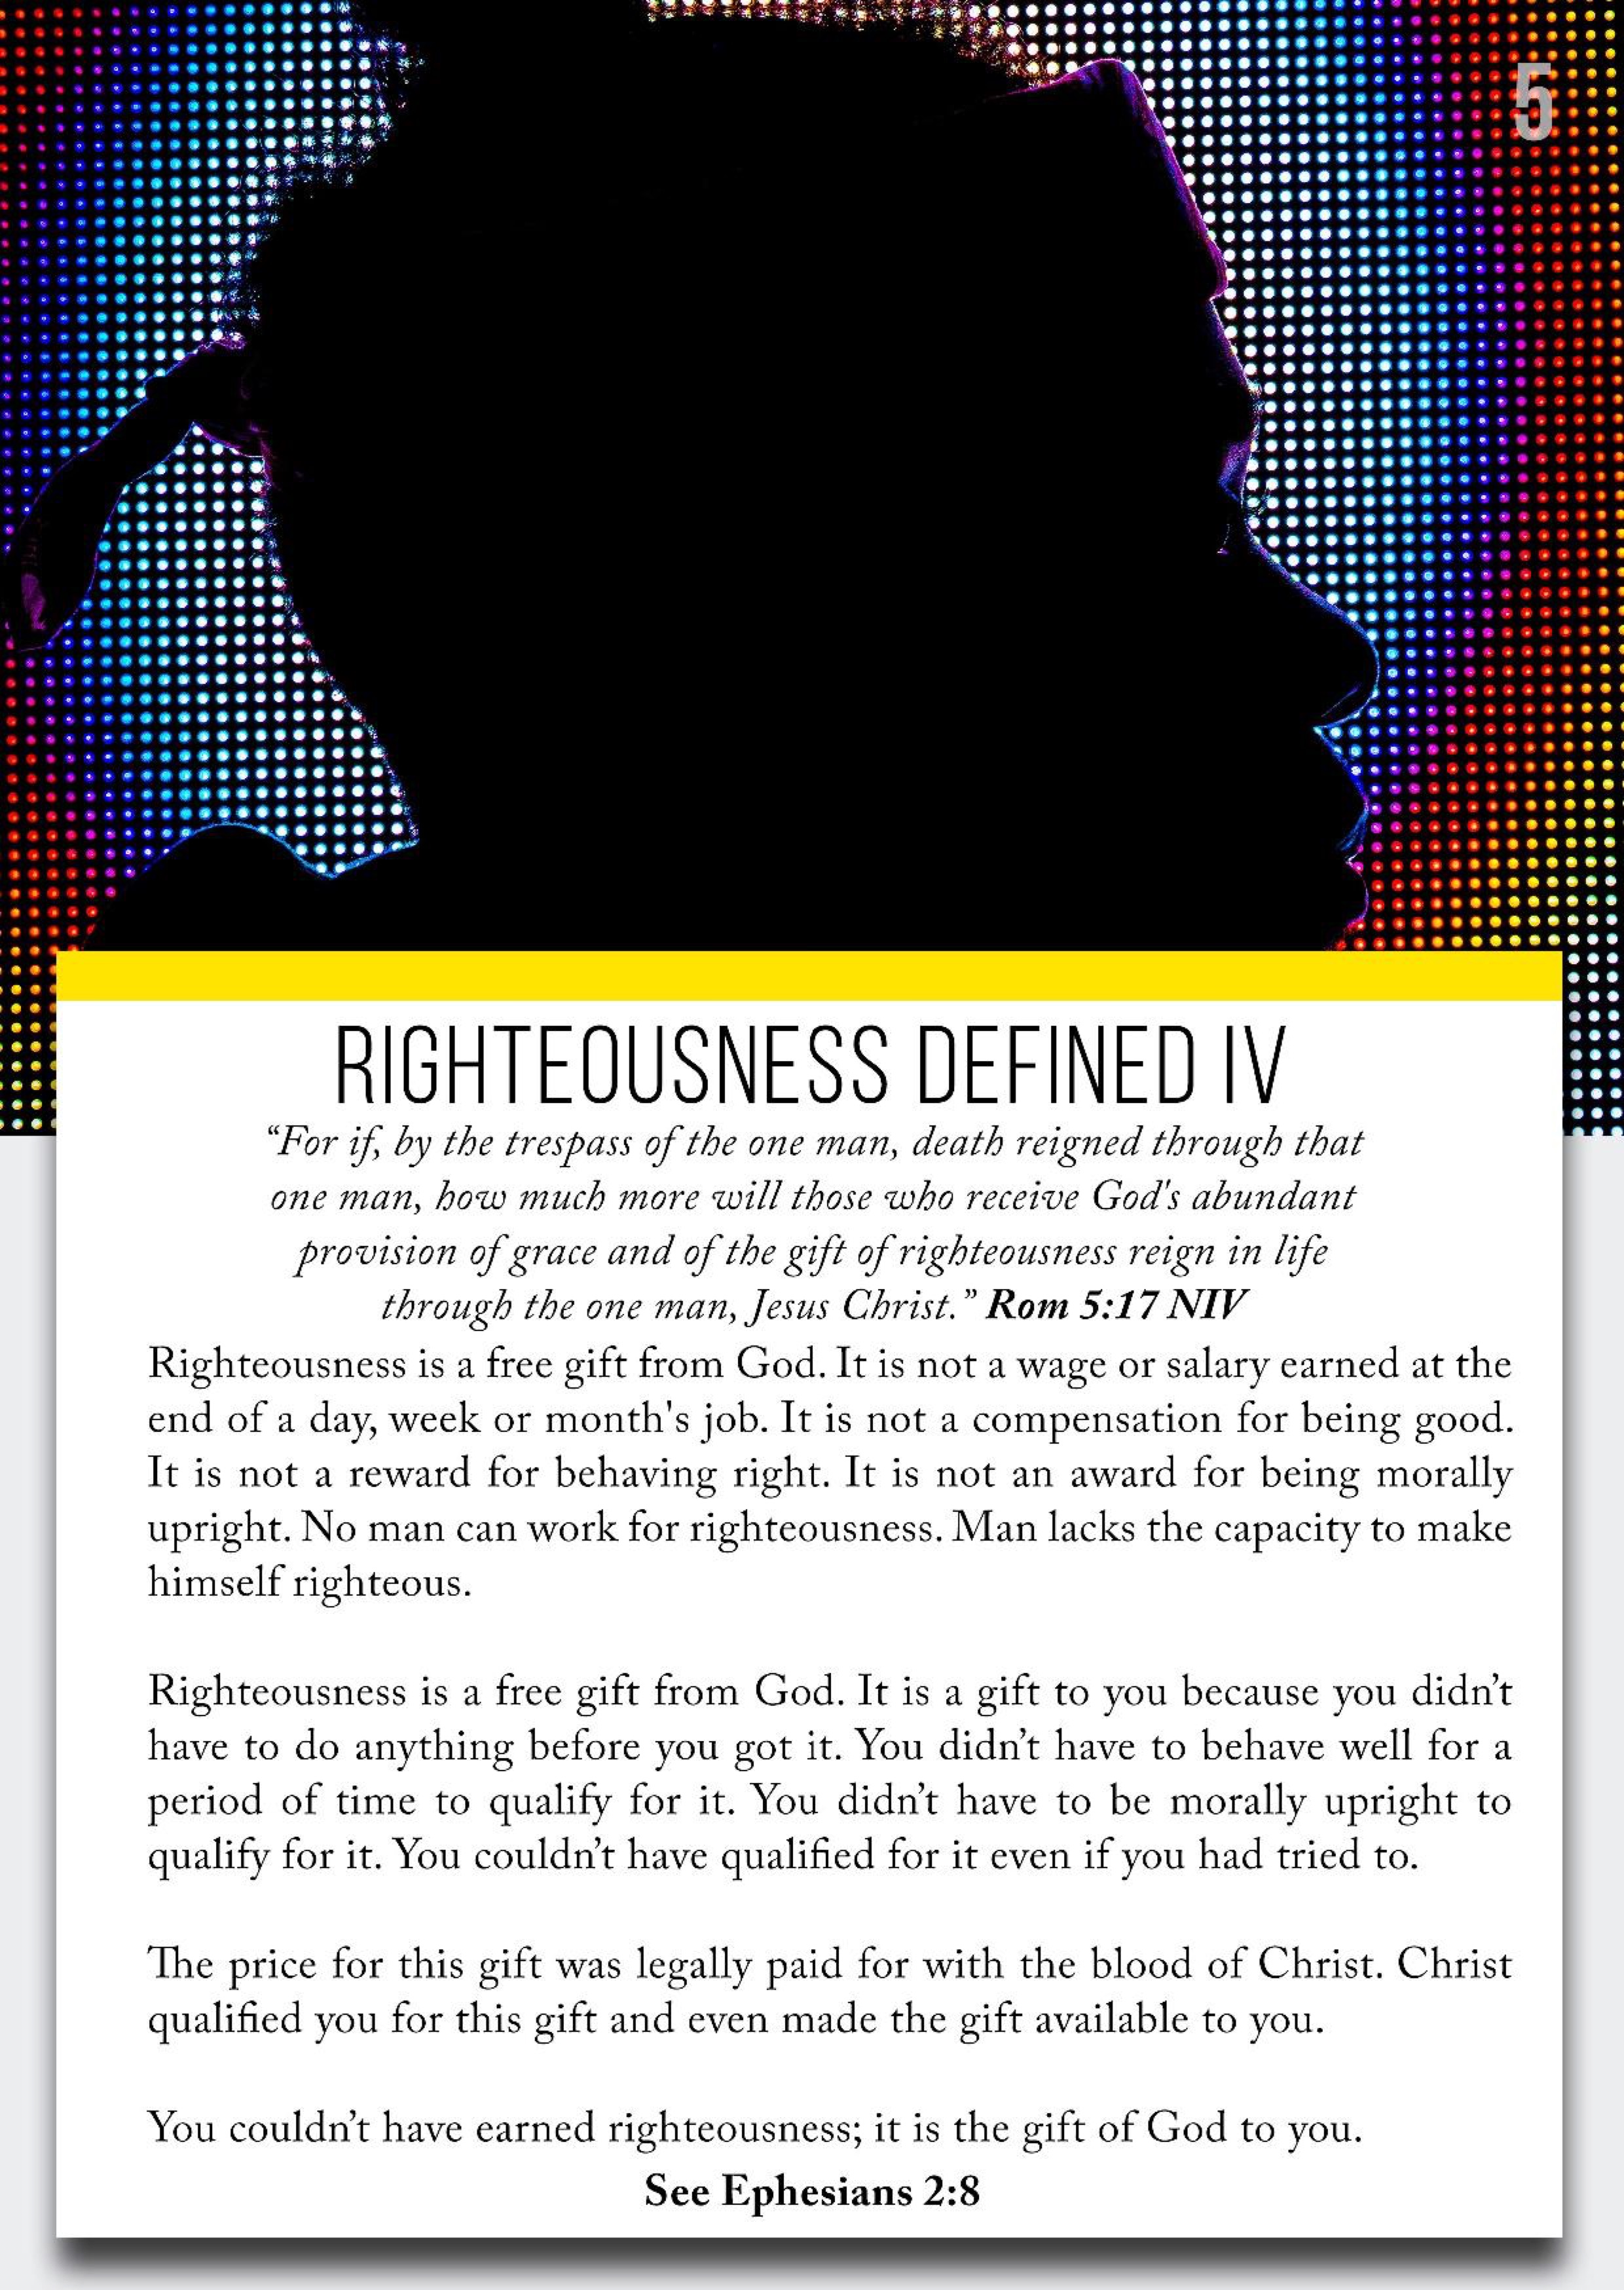 5
RIGHTEOUSNESS DEFINED IV
“For if, by the trespass of the one man, death reigned through that
one man, how much more will those who receive God's abundant
provision of grace and of the gift of righteousness reign in life
through the one man, Jesus Christ.” Rom 5:17 NIV
Righteousness is a free gift from God. It is not a wage or salary earned at the
end of a day, week or month's job. It is not a compensation for being good.
It is not a reward for behaving right. It is not an award for being morally
upright. No man can work for righteousness. Man lacks the capacity to make
himself righteous.
Righteousness is a free gift from God. It is a gift to you because you didn’t
have to do anything before you got it. You didn’t have to behave well for a
period of time to qualify for it. You didn’t have to be morally upright to
qualify for it. You couldn’t have qualified for it even if you had tried to.
The price for this gift was legally paid for with the blood of Christ. Christ
qualified you for this gift and even made the gift available to you.
You couldn’t have earned righteousness; it is the gift of God to you.
See Ephesians 2:8